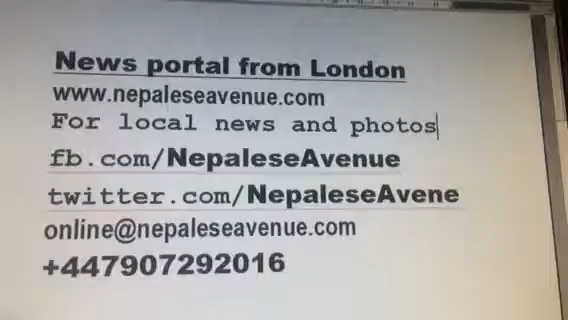 News portal from London
www.nepaleseavenue.com
For local news and photos
fb.com/NepaleseAvenue
twitter.com/NepaleseAvene
online@nepaleseavenue.com
+447907292016